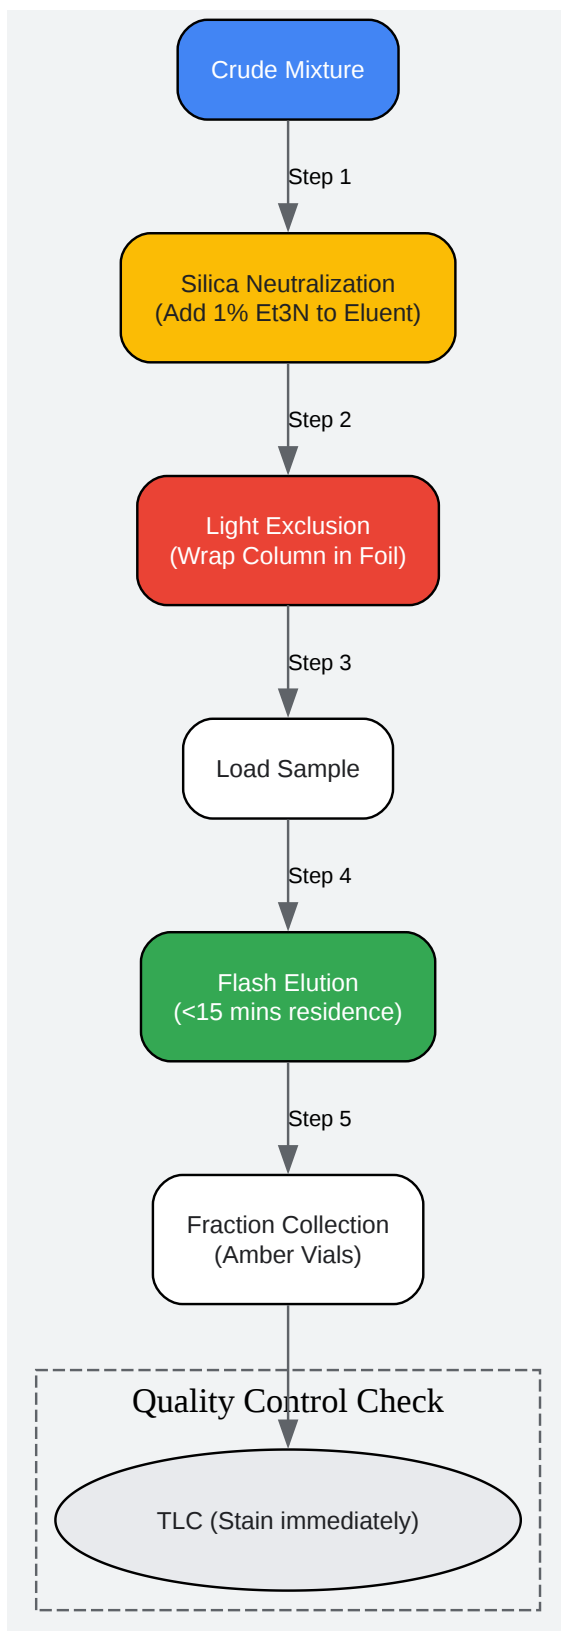 Crude Mixture
Step 1
Silica Neutralization
(Add 1% Et3N to Eluent)
Step 2
Light Exclusion
(Wrap Column in Foil)
Step 3
Load Sample
Step 4
Flash Elution
(<15 mins residence)
Step 5
Fraction Collection
(Amber Vials)
Quality Control Check
TLC (Stain immediately)